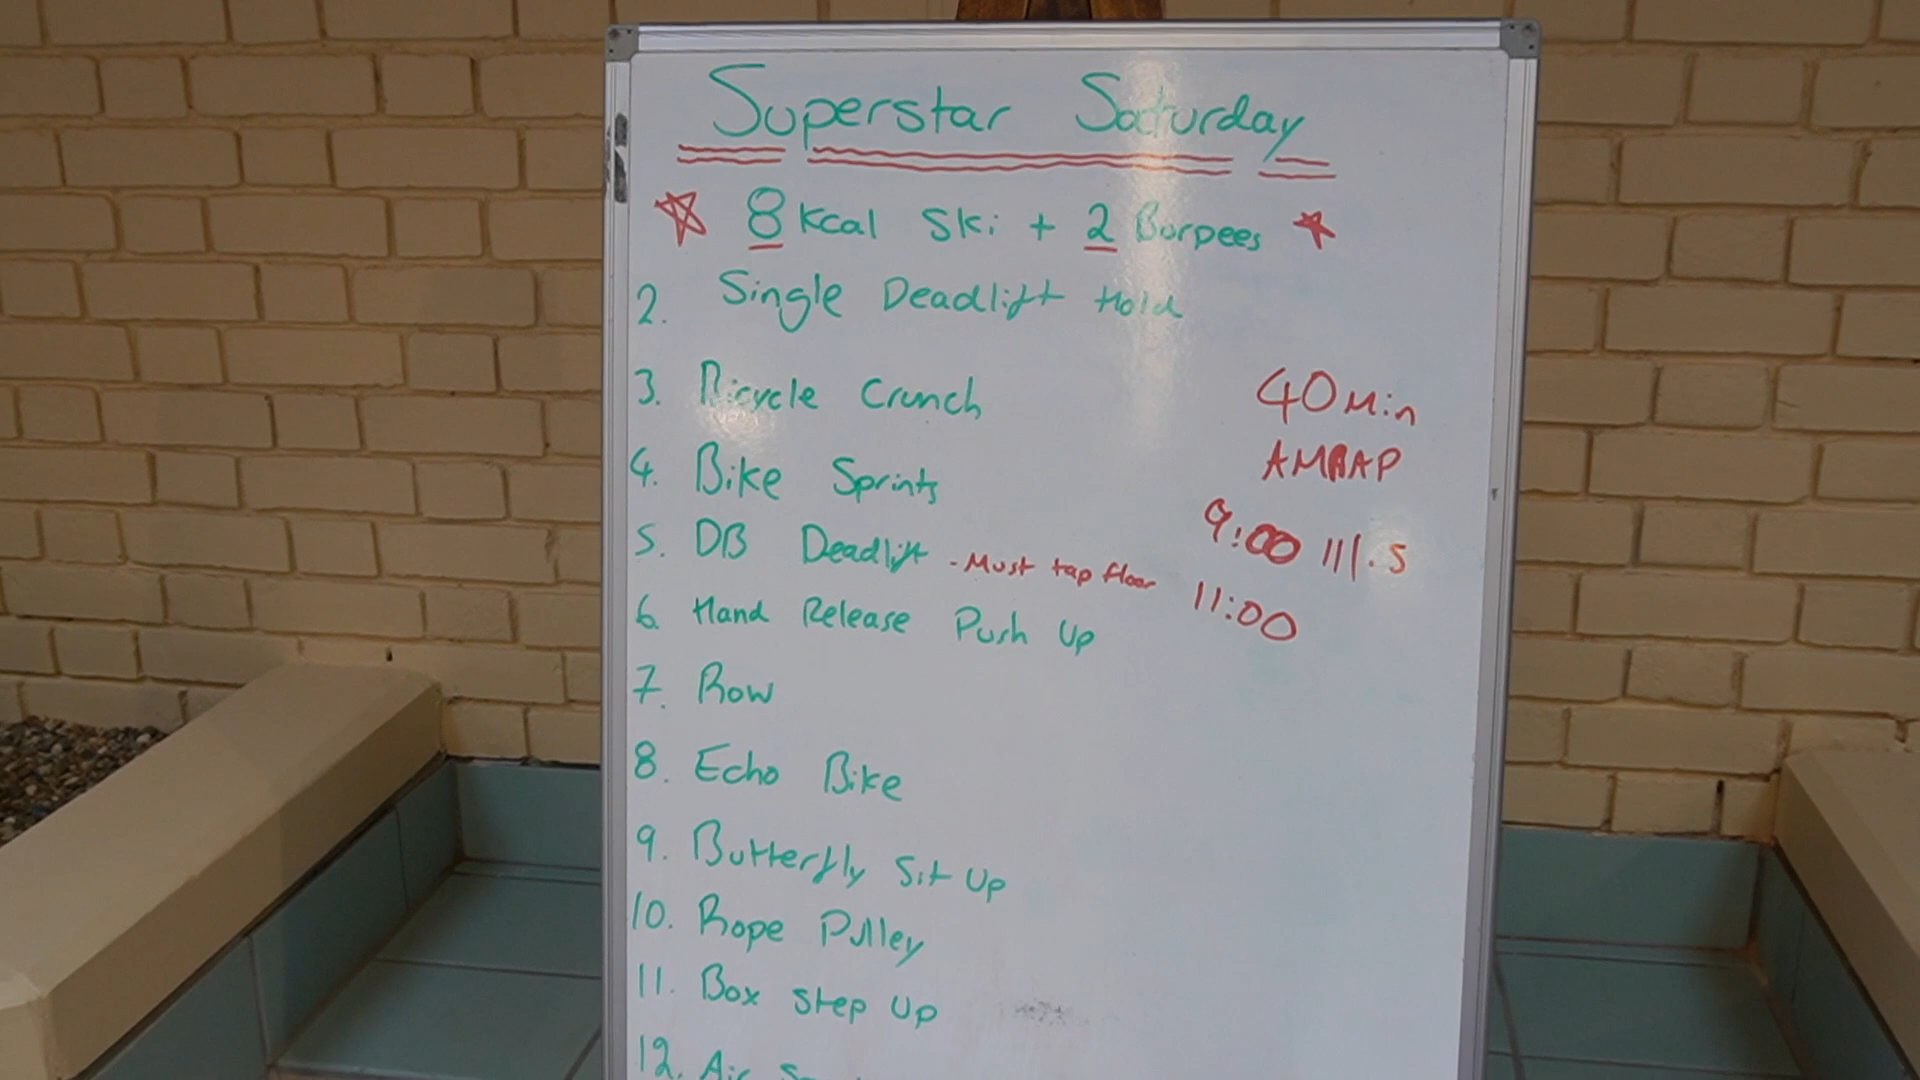 Superstar Saturday
8 Kcal Ski + 2 Burpees
2. Single Deadlift Hold
3. Bicycle Crunch
4. Bike Sprints
5. DB Deadlift - Must tap floor
6. Hand Release Push Up
7. Row
8. Echo Bike
9. Butterfly Sit Up
10. Rope Pulley
11. Box Step Up
12. Air
40 Min
AMRAP
9:00 111.5
11:00